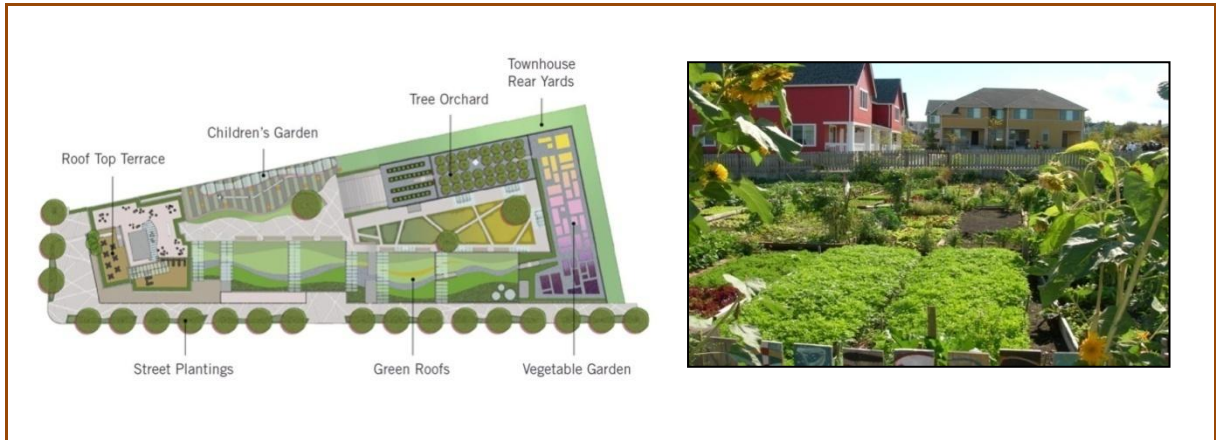 Townhouse
Rear Yards
Tree Orchard
Children's Garden
Roof Top Terrace
Street Plantings
Green Roofs
Vegetable Garden